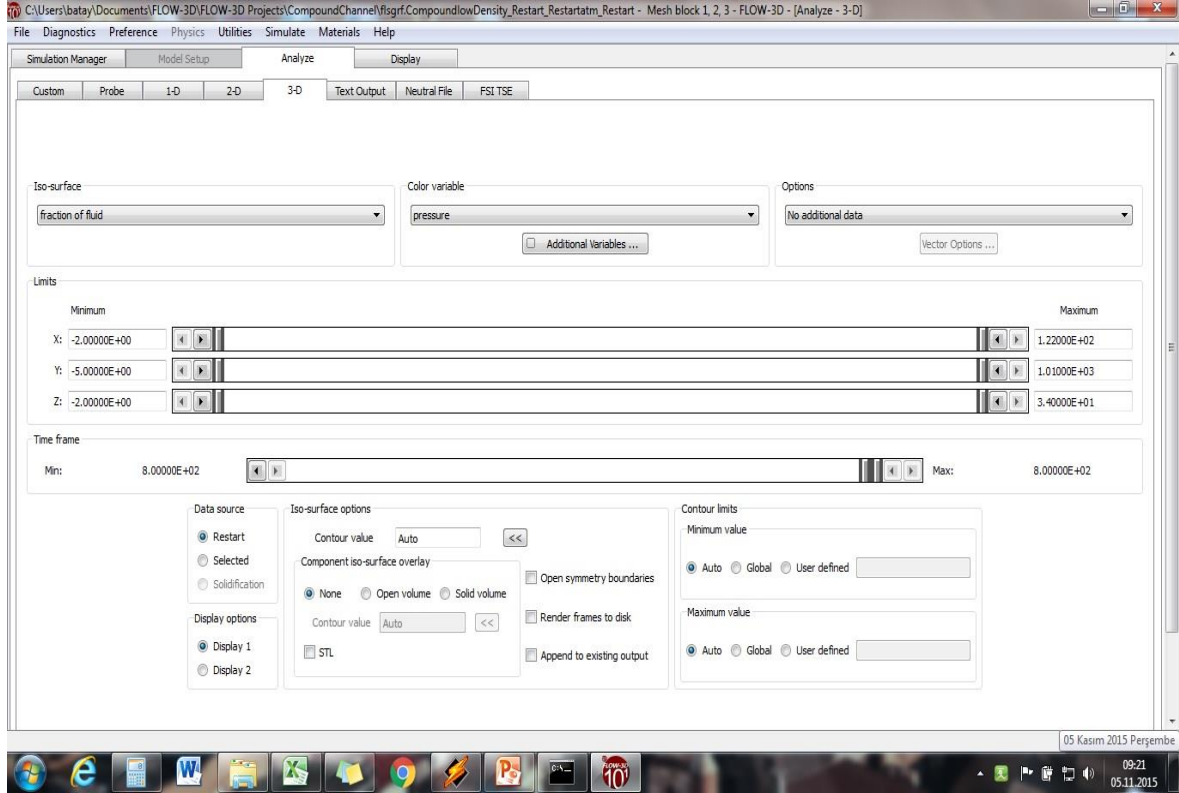 C:\Users\batay\Documents\FLOW-3D\FLOW-3D Projects\CompoundChannel\flsgrf.CompoundlowDensity_Restart_Restartatm_Restart - Mesh block 1, 2, 3 - FLOW-3D - [Analyze - 3-D]
File Diagnostics Preference Physics Utilities Simulate Materials Help
Simulation Manager Model Setup Analyze Display
Custom Probe 1-D 2-D 3-D Text Output Neutral File FSI TSE
Iso-surface Color variable Options
fraction of fluid pressure No additional data
Additional Variables ... Vector Options ...
Limits
Minimum Maximum
X: -2.00000E+00 1.22000E+02
Y: -5.00000E+00 1.01000E+03
Z: -2.00000E+00 3.40000E+01
Time frame
Min: 8.00000E+02 Max: 8.00000E+02
Data source
Restart
Selected
Solidification
Display options
Display 1
Display 2
Iso-surface options
Contour value Auto <<
Component iso-surface overlay
None Open volume Solid volume
Contour value Auto <<
STL
Open symmetry boundaries
Render frames to disk
Append to existing output
Contour limits
Minimum value
Auto Global User defined
Maximum value
Auto Global User defined
05 Kasım 2015 Perşembe
C:\_
FLOW-3D
101
09:21
05.11.2015